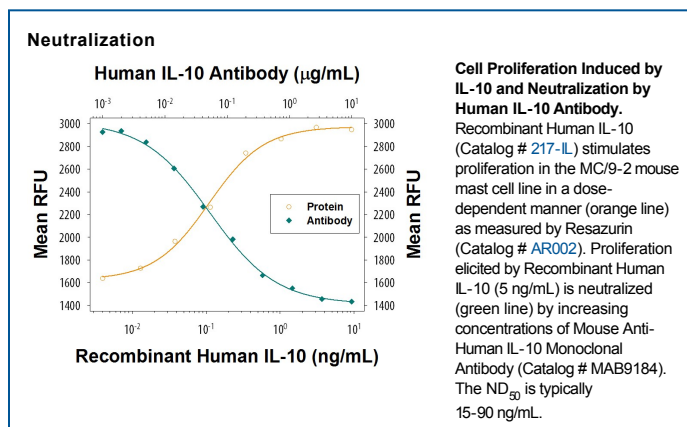 Neutralization
Human IL-10 Antibody (μg/mL)
10⁻³ 10⁻² 10⁻¹ 10⁰ 10¹
3000 3000
2800 2800
2600 2600
2400 2400
2200 2200
2000 2000
1800 1800
1600 1600
1400 1400
Mean RFU
Mean RFU
Protein
Antibody
10⁻² 10⁻¹ 10⁰ 10¹
Recombinant Human IL-10 (ng/mL)
Cell Proliferation Induced by
IL-10 and Neutralization by
Human IL-10 Antibody.
Recombinant Human IL-10
(Catalog # 217-IL) stimulates
proliferation in the MC/9-2 mouse
mast cell line in a dose-
dependent manner (orange line)
as measured by Resazurin
(Catalog # AR002). Proliferation
elicited by Recombinant Human
IL-10 (5 ng/mL) is neutralized
(green line) by increasing
concentrations of Mouse Anti-
Human IL-10 Monoclonal
Antibody (Catalog # MAB9184).
The ND₅₀ is typically
15-90 ng/mL.